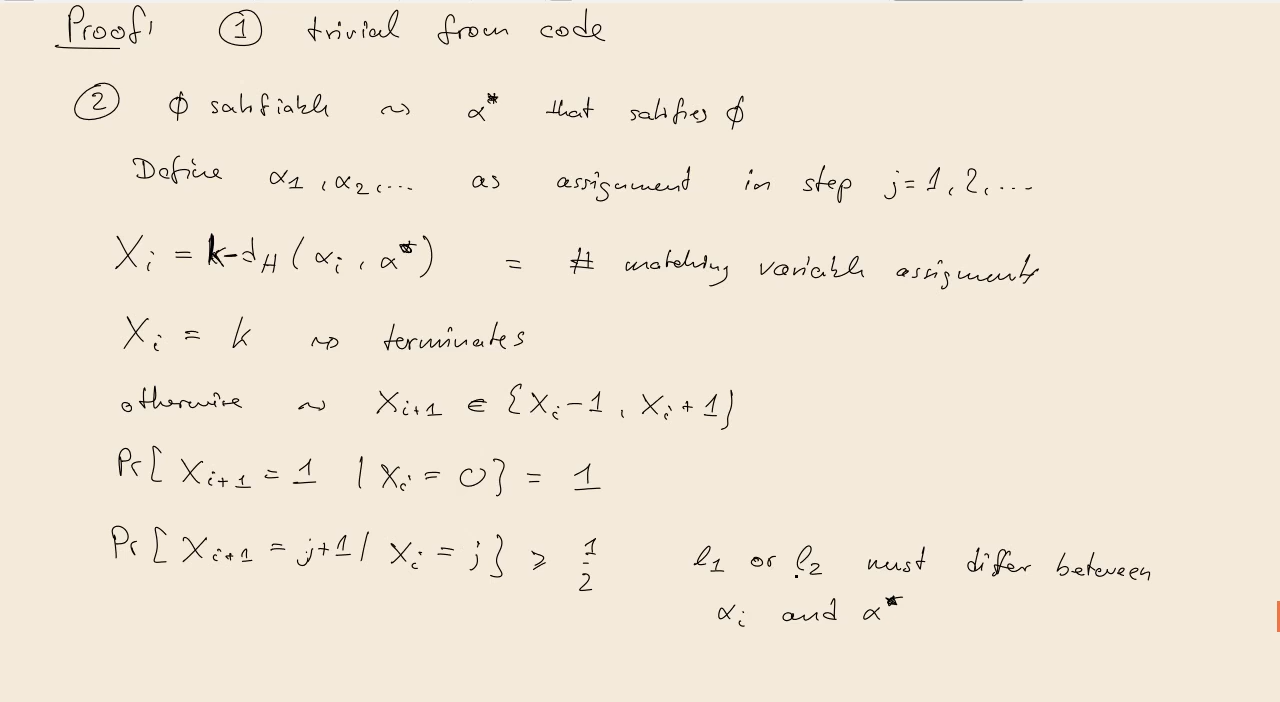 Proof: ① trivial from code
② ϕ satisfiable ⇝ α* that satisfies ϕ
Define α1, α2, ... as assignment in step j = 1, 2, ...
Xi = k-dH(αi, α*) = # matching variable assignments
Xi = k ⇝ terminates
otherwise ⇝ Xi+1 ∈ {Xi-1, Xi+1}
Pr[Xi+1 = 1 | Xi = 0] = 1
Pr[Xi+1 = j+1 | Xi = j] ≥ 1/2 l1 or l2 must differ between
αi and α*